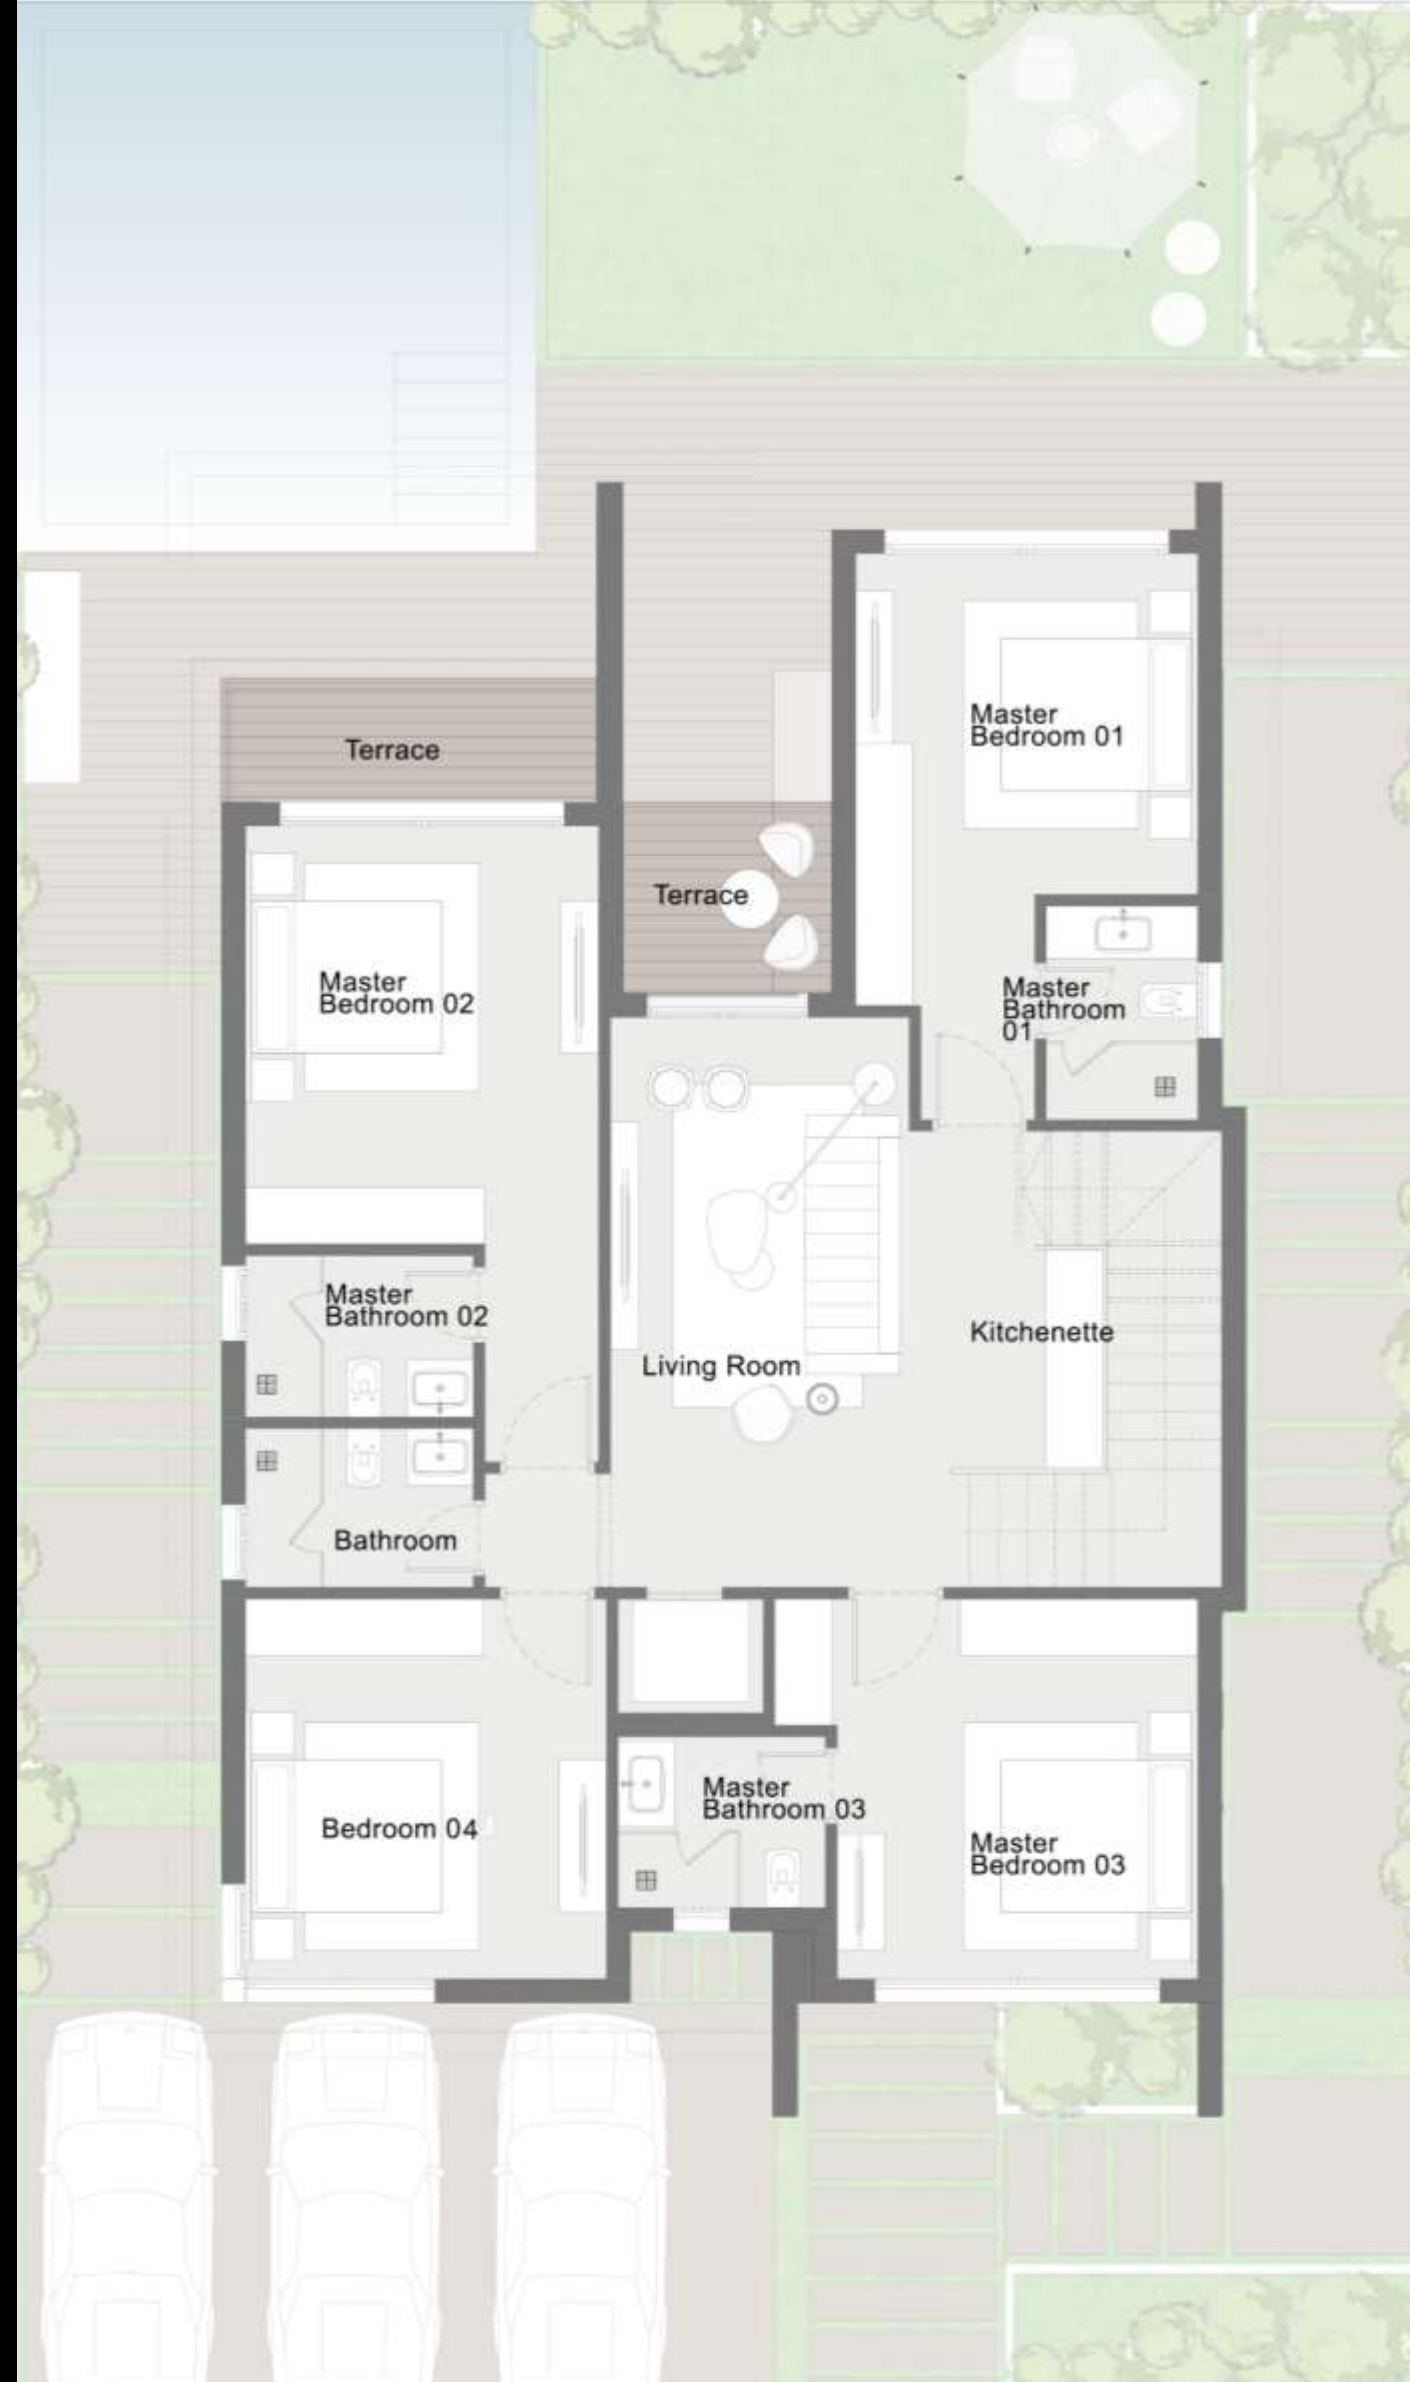 Master
Bedroom 01
Terrace
Terrace
Master
Bedroom 02
Master
Bathroom
01
Master
Bathroom 02
Kitchenette
Living Room
Bathroom
Master
Bathroom 03
Bedroom 04
Master
Bedroom 03